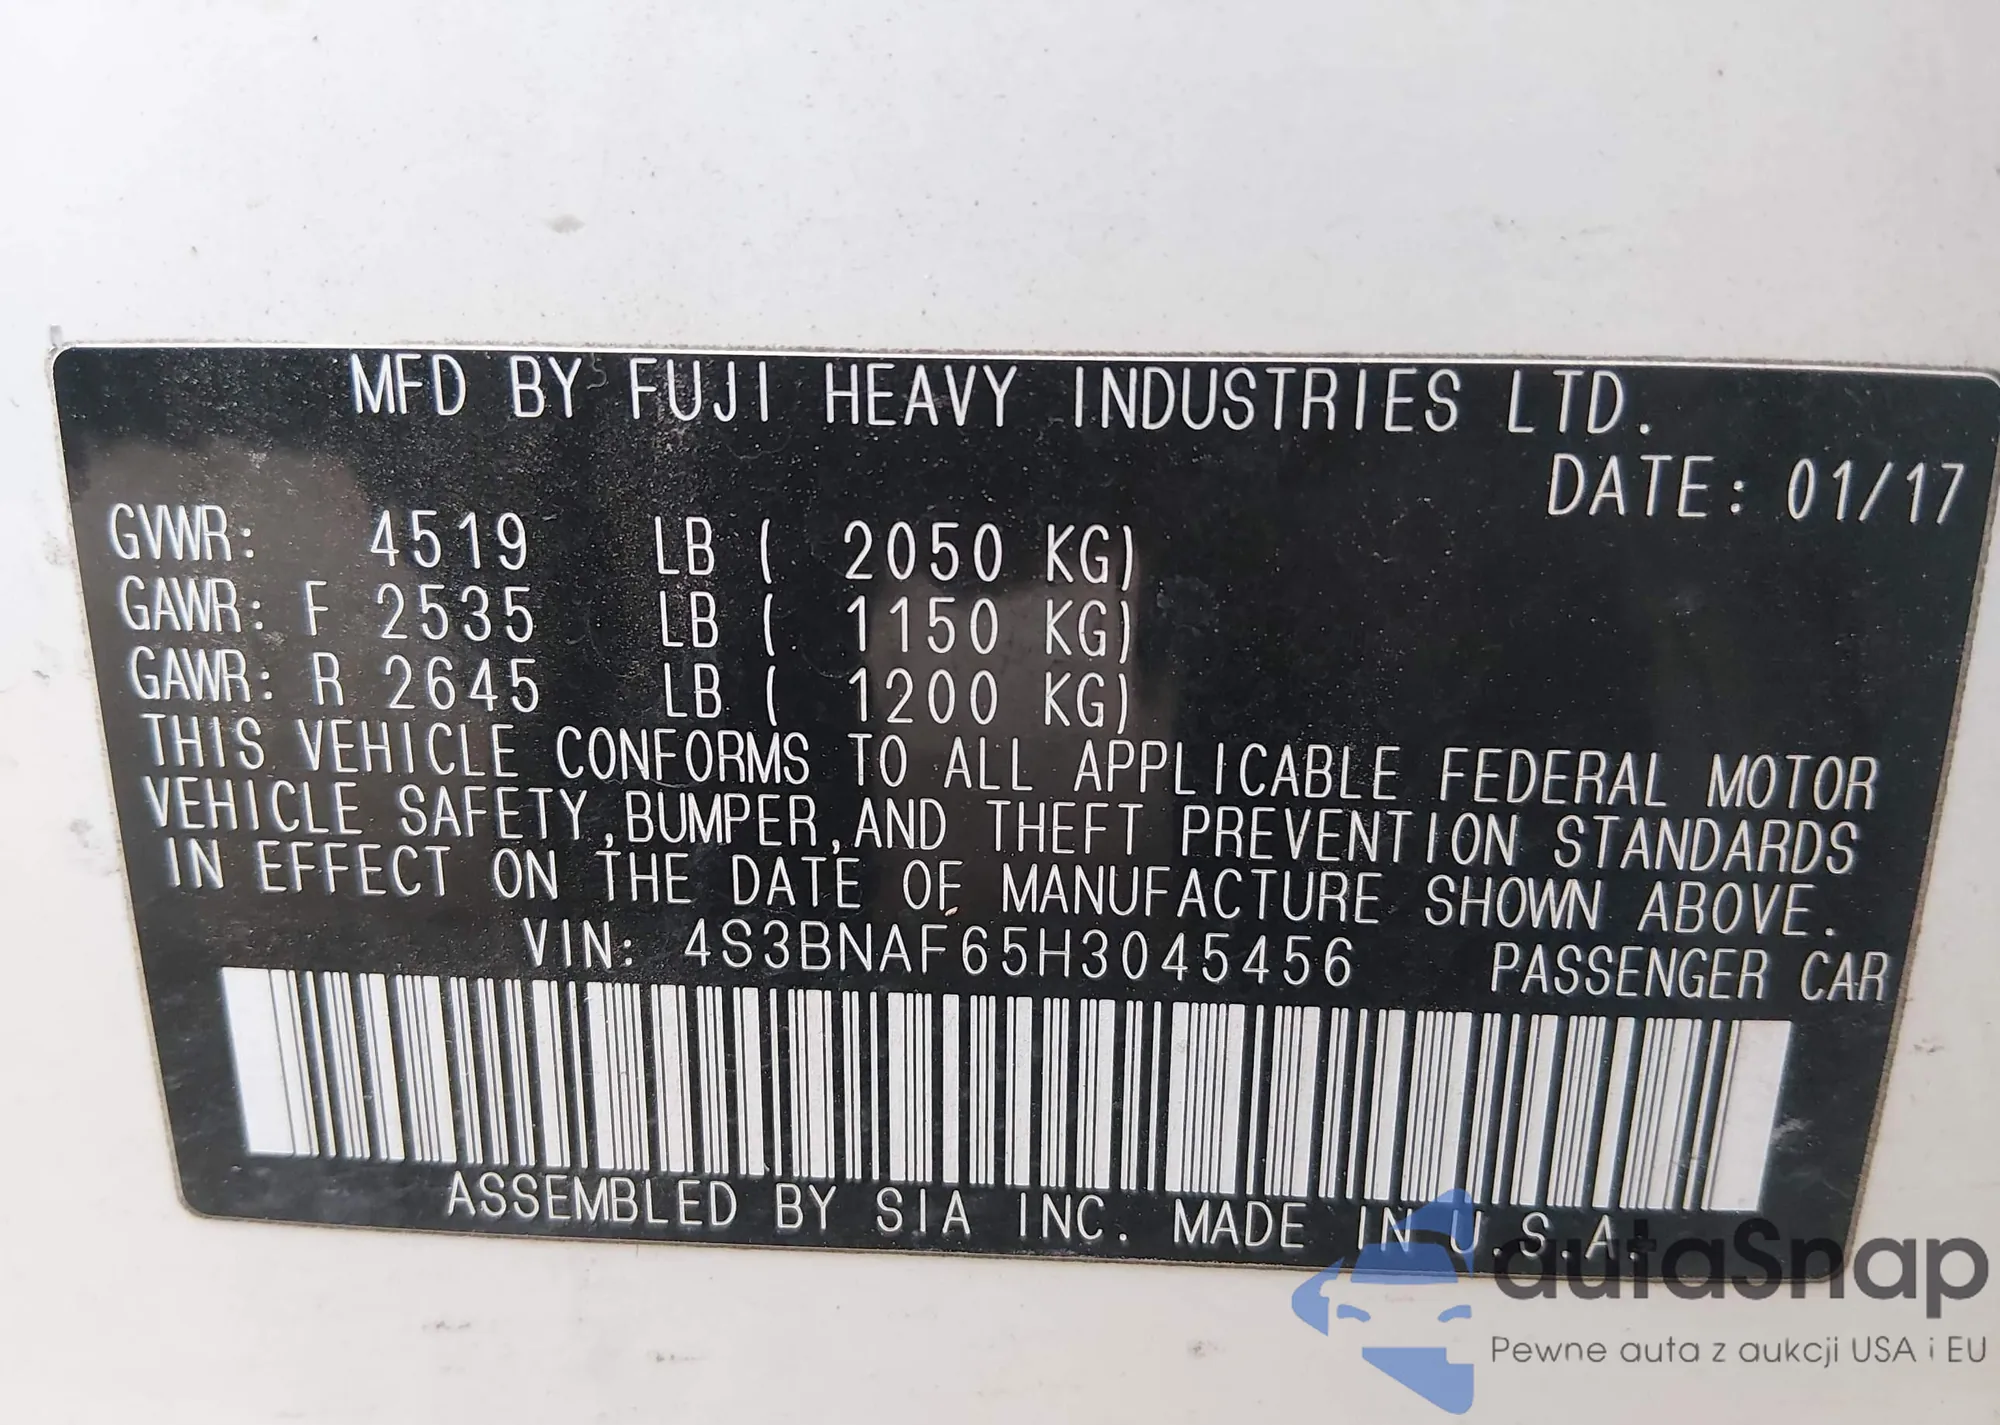 MFD BY FUJI HEAVY INDUSTRIES LTD.
DATE: 01/17
GVWR: 4519 LB ( 2050 KG)
GAWR: F 2535 LB ( 1150 KG)
GAWR: R 2645 LB ( 1200 KG)
THIS VEHICLE CONFORMS TO ALL APPLICABLE FEDERAL MOTOR
VEHICLE SAFETY,BUMPER,AND THEFT PREVENTION STANDARDS
IN EFFECT ON THE DATE OF MANUFACTURE SHOWN ABOVE.
VIN: 4S3BNAF65H3045456 PASSENGER CAR
ASSEMBLED BY SIA INC. MADE IN U.S.A.
autaSnap
Pewne auta z aukcji USA i EU